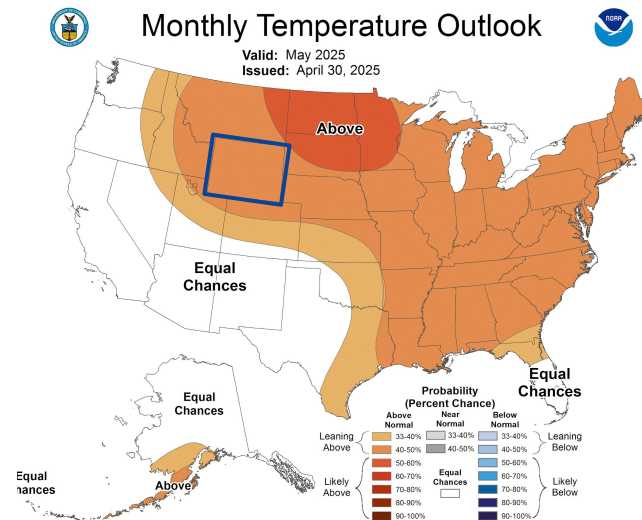 Monthly Temperature Outlook
NOAA
Valid: May 2025
Issued: April 30, 2025
Above
Equal
Chances
Equal
Chances
Equal
Chances
Above
Equal
hances
Probability
(Percent Chance)
Above
Normal
Near
Normal
Below
Normal
Leaning
Above
33-40%
33-40%
33-40%
Leaning
Below
40-50%
40-50%
40-50%
Likely
Above
50-60%
Equal
Chances
50-60%
Likely
Below
60-70%
60-70%
70-80%
70-80%
80-90%
80-90%
90-100%
90-100%